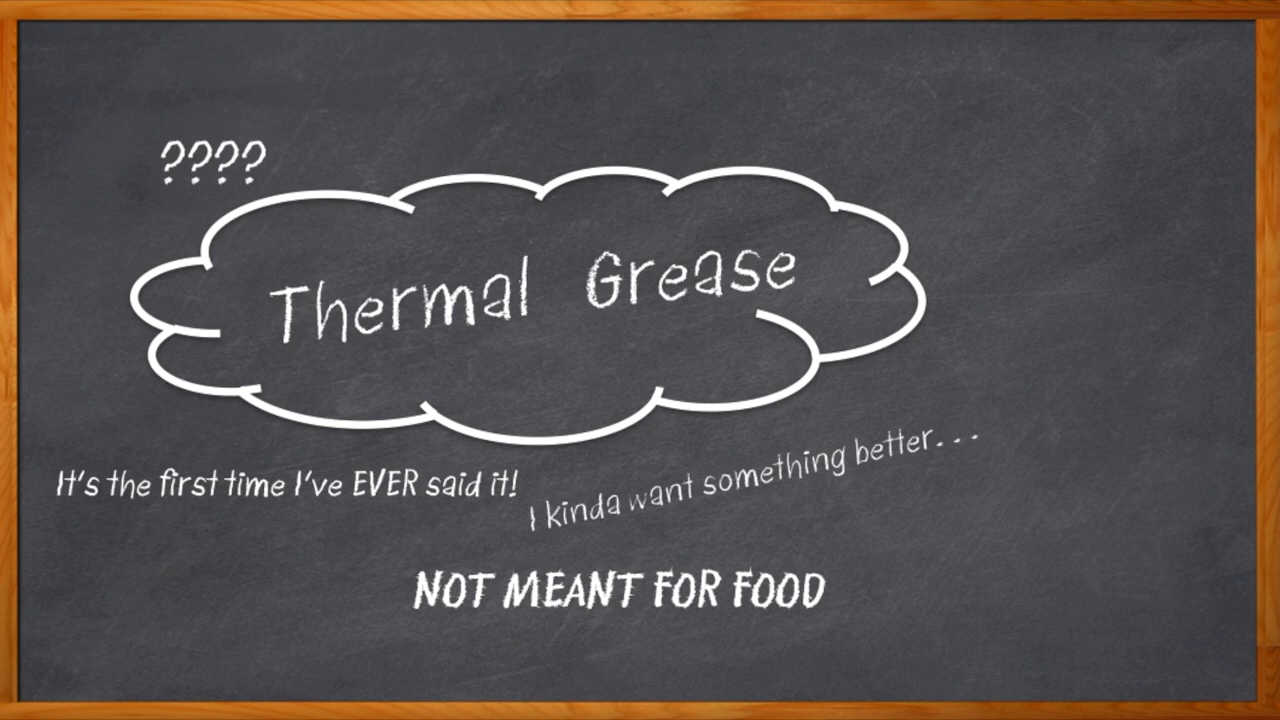 ????
Thermal Grease
It's the first time I've EVER said it!
I kinda want something better...
NOT MEANT FOR FOOD